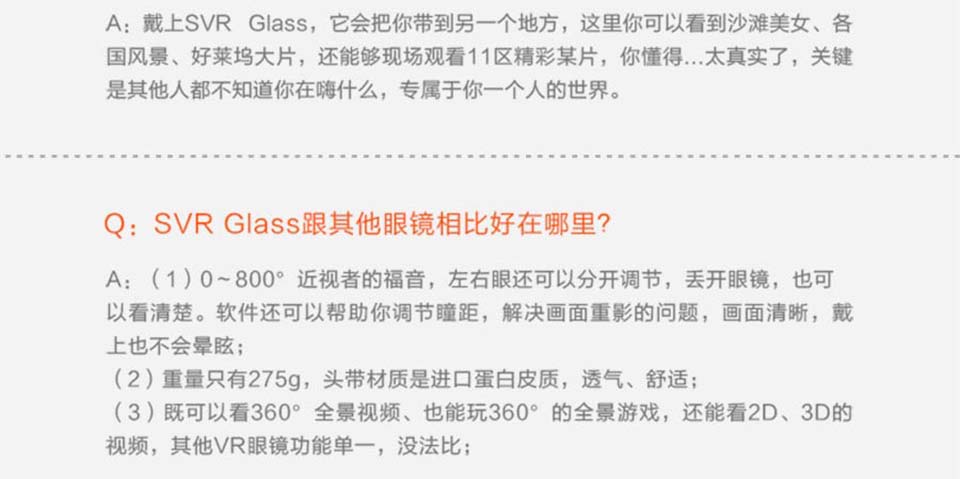 A：戴上SVR Glass，它会把你带到另一个地方，这里你可以看到沙滩美女、各
国风景、好莱坞大片，还能够现场观看11区精彩某片，你懂得...太真实了，关键
是其他人都不知道你在嗨什么，专属于你一个人的世界。
Q：SVR Glass跟其他眼镜相比好在哪里？
A：（1）0~800°近视者的福音，左右眼还可以分开调节，丢开眼镜，也可
以看清楚。软件还可以帮助你调节瞳距，解决画面重影的问题，画面清晰，戴
上也不会晕眩；
（2）重量只有275g，头带材质是进口蛋白皮质，透气、舒适；
（3）既可以看360°全景视频、也能玩360°的全景游戏，还能看2D、3D的
视频，其他VR眼镜功能单一，没法比；